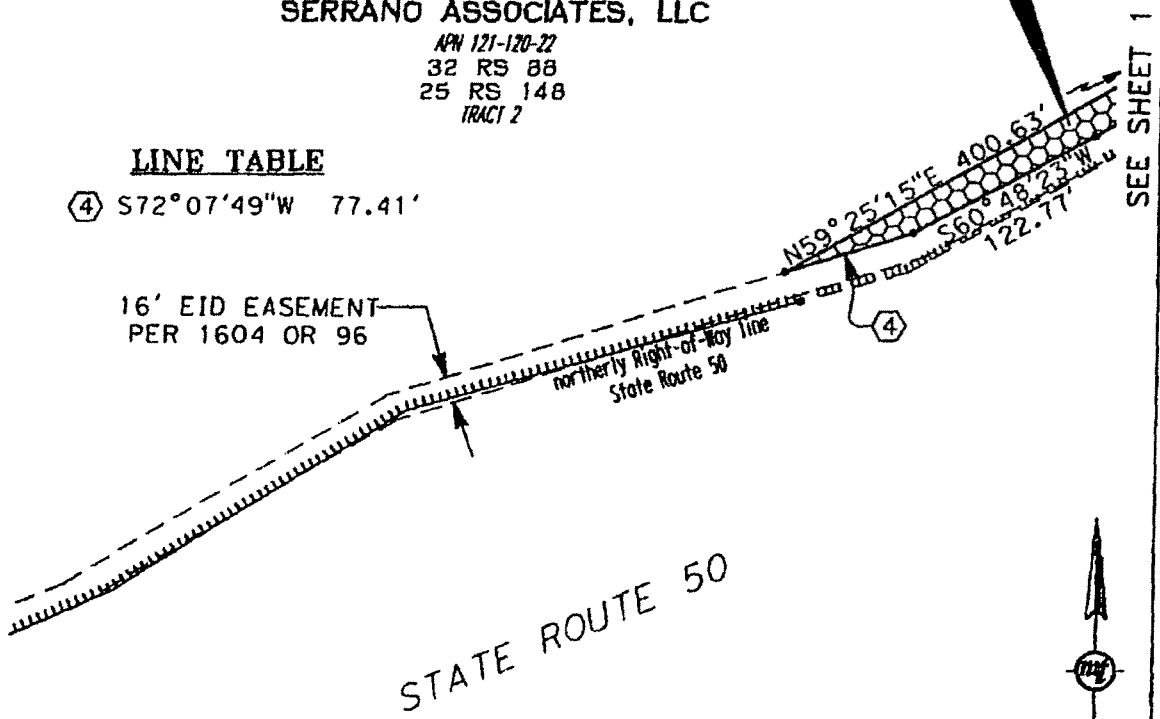 SERRANO ASSOCIATES, LLC
APN 121-120-22
32 RS 88
25 RS 148
TRACT 2
LINE TABLE
4 S72°07'49"W 77.41'
16' EID EASEMENT
PER 1604 OR 96
N59°25'15"E 400.63'
S60°48'23"W
122.77'
4
northerly Right-of-Way line
State Route 50
STATE ROUTE 50
SEE SHEET 1